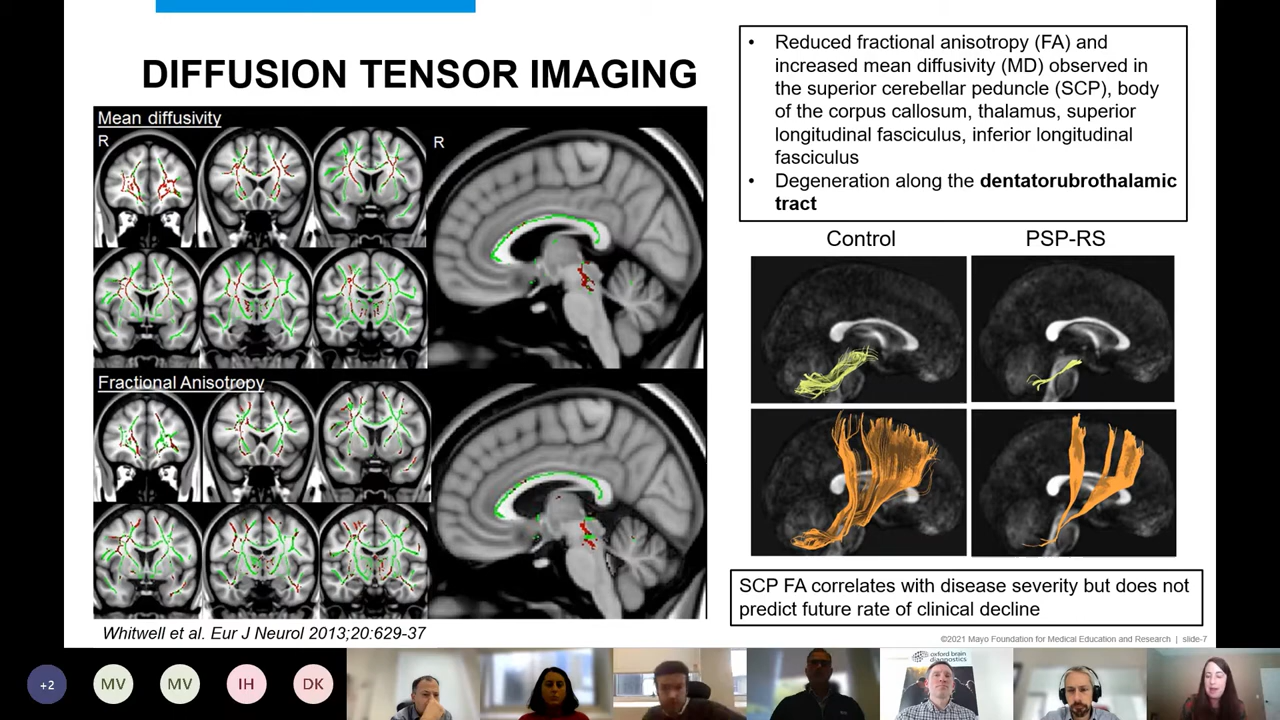 DIFFUSION TENSOR IMAGING
Mean diffusivity
R
R
Fractional Anisotropy
Whitwell et al. Eur J Neurol 2013;20:629-37
• Reduced fractional anisotropy (FA) and
increased mean diffusivity (MD) observed in
the superior cerebellar peduncle (SCP), body
of the corpus callosum, thalamus, superior
longitudinal fasciculus, inferior longitudinal
fasciculus
• Degeneration along the dentatorubrothalamic
tract
Control
PSP-RS
SCP FA correlates with disease severity but does not
predict future rate of clinical decline
©2021 Mayo Foundation for Medical Education and Research | slide-7
+2
MV
MV
IH
DK
oxford brain
diagnostics